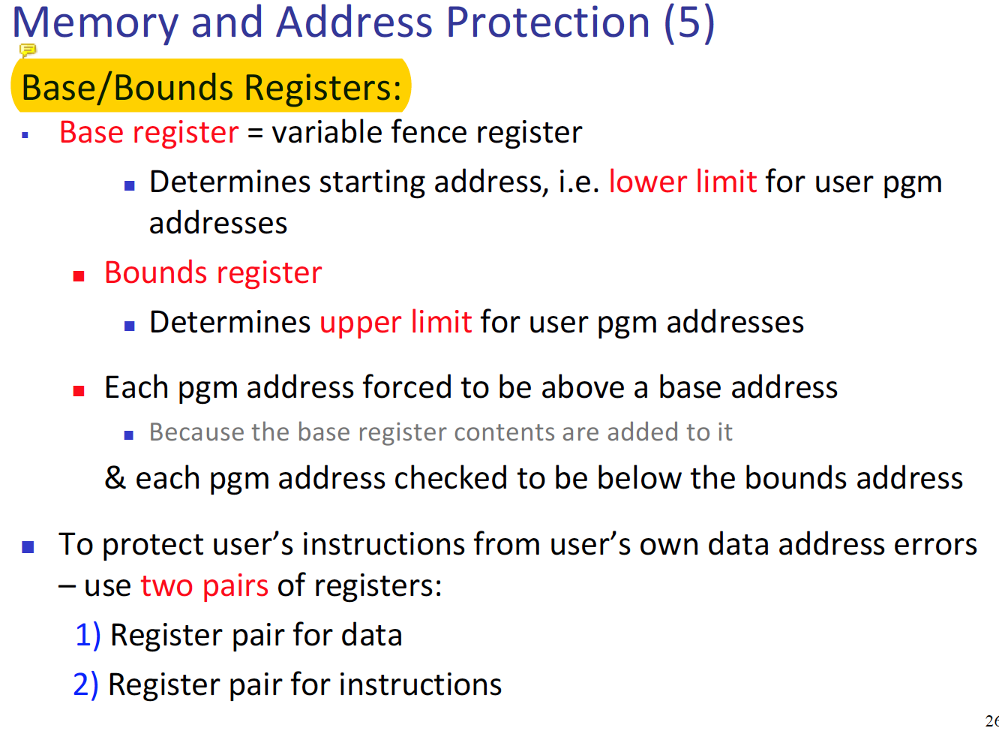 Memory and Address Protection (5)
Base/Bounds Registers:
Base register = variable fence register
Determines starting address, i.e. lower limit for user pgm
addresses
Bounds register
Determines upper limit for user pgm addresses
Each pgm address forced to be above a base address
Because the base register contents are added to it
& each pgm address checked to be below the bounds address
To protect user’s instructions from user’s own data address errors
– use two pairs of registers:
1) Register pair for data
2) Register pair for instructions
26